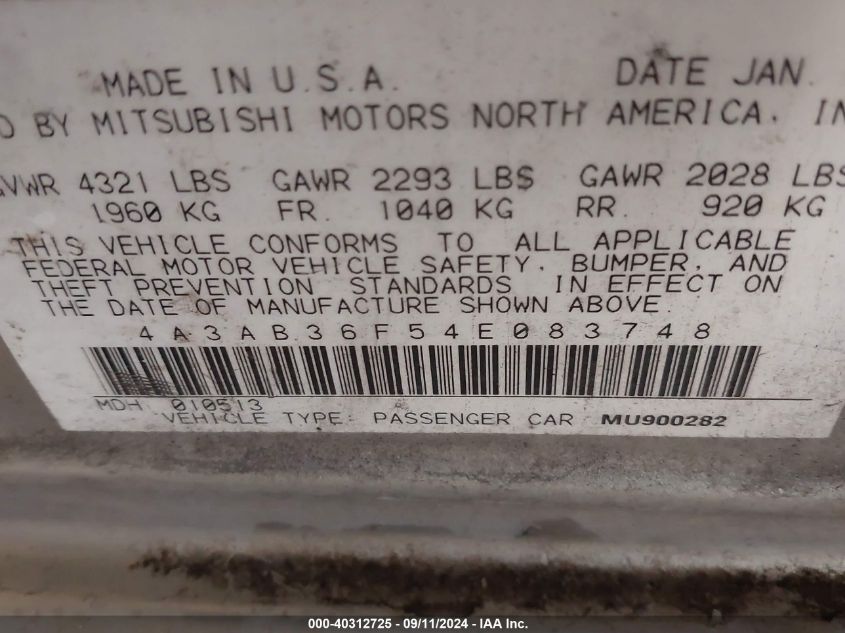 MADE IN U.S.A. DATE JAN.
BY MITSUBISHI MOTORS NORTH AMERICA, IN
GVWR 4321 LBS GAWR 2293 LBS GAWR 2028 LBS
1960 KG FR. 1040 KG RR. 920 KG
THIS VEHICLE CONFORMS TO ALL APPLICABLE
FEDERAL MOTOR VEHICLE SAFETY, BUMPER, AND
THEFT PREVENTION STANDARDS IN EFFECT ON
THE DATE OF MANUFACTURE SHOWN ABOVE.
4A3AB36F54E083748
MDH 010513
VEHICLE TYPE: PASSENGER CAR MU900282
000-40312725 - 09/11/2024 - IAA Inc.